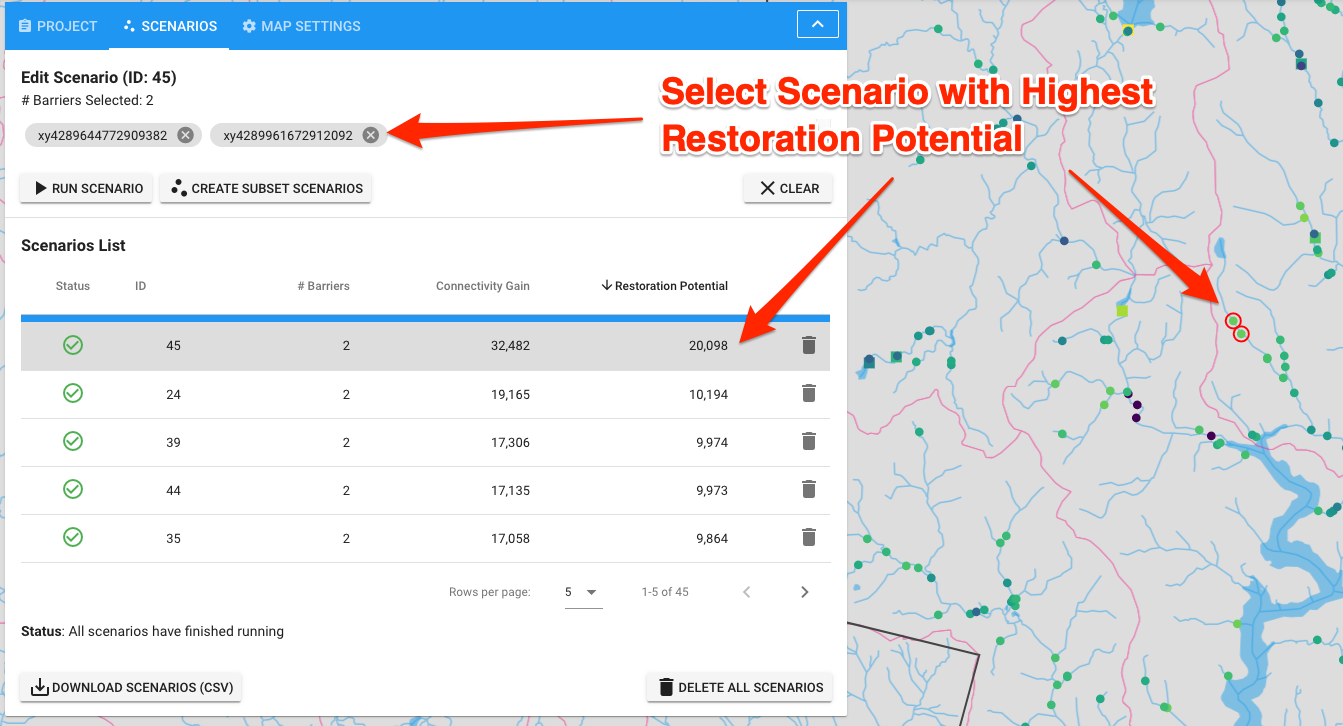 PROJECT
SCENARIOS
MAP SETTINGS
Edit Scenario (ID: 45)
# Barriers Selected: 2
xy4289644772909382
xy4289961672912092
Select Scenario with Highest
Restoration Potential
RUN SCENARIO
CREATE SUBSET SCENARIOS
CLEAR
Scenarios List
Status ID # Barriers Connectivity Gain Restoration Potential
45 2 32,482 20,098
24 2 19,165 10,194
39 2 17,306 9,974
44 2 17,135 9,973
35 2 17,058 9,864
Rows per page: 5 1-5 of 45
Status: All scenarios have finished running
DOWNLOAD SCENARIOS (CSV)
DELETE ALL SCENARIOS